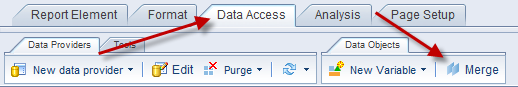 Report Element Format Data Access Analysis Page Setup
Data Providers Tools Data Objects
New data provider Edit Purge New Variable Merge